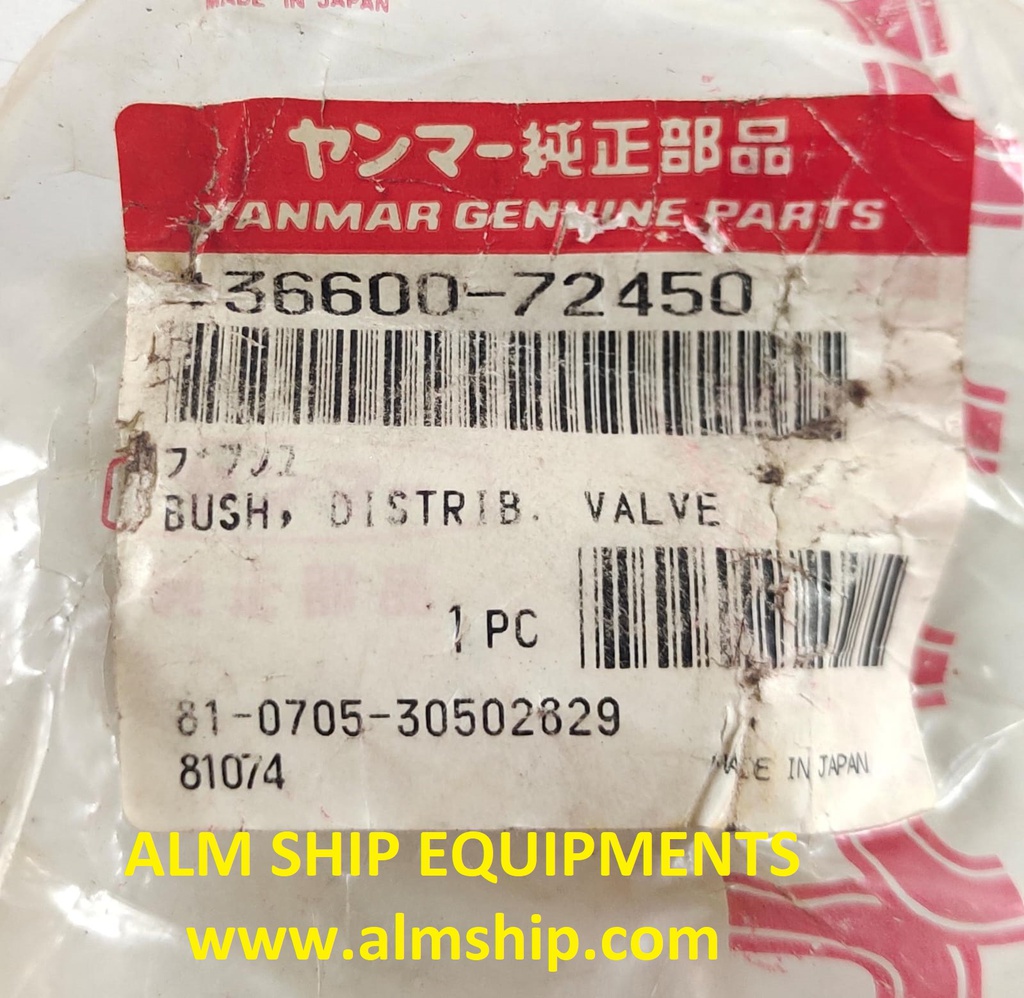 MADE IN JAPAN
ヤンマー純正部品
YANMAR GENUINE PARTS
36600-72450
BUSH, DISTRIB. VALVE
1 PC
81-0705-30502829
81074
MADE IN JAPAN
ALM SHIP EQUIPMENTS
www.almship.com